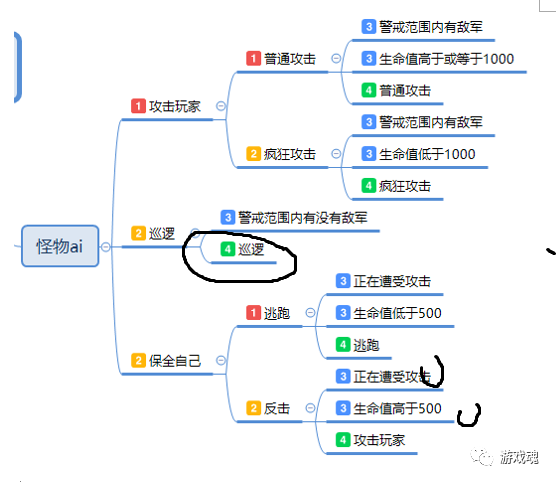 3 警戒范围内有敌军
1 普通攻击
3 生命值高于或等于1000
4 普通攻击
1 攻击玩家
3 警戒范围内有敌军
2 疯狂攻击
3 生命值低于1000
4 疯狂攻击
3 警戒范围内有没有敌军
怪物ai
2 巡逻
4 巡逻
3 正在遭受攻击
1 逃跑
3 生命值低于500
4 逃跑
2 保全自己
3 正在遭受攻击
2 反击
3 生命值高于500
4 攻击玩家
游戏魂